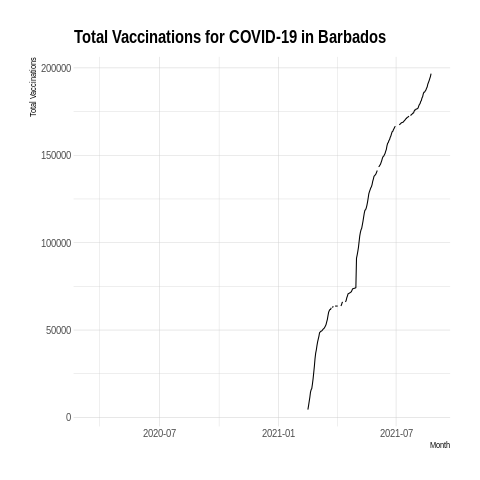 Total Vaccinations for COVID-19 in Barbados
Total Vaccinations
200000
150000
100000
50000
0
2020-07 2021-01 2021-07
Month